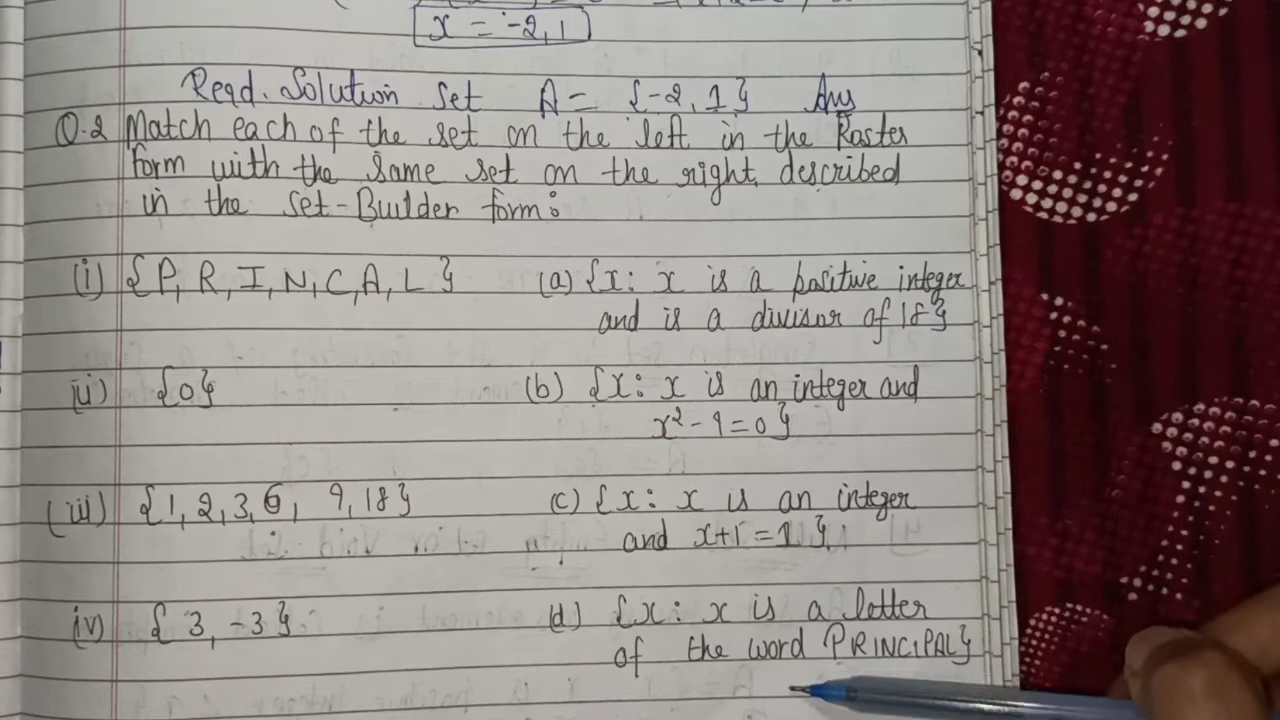 x = -2, 1
Read. Solution set A = {-2, 1} Ans
Q.2 Match each of the set on the left in the Roster
form with the same set on the right, described
in the set-Builder form:
(i) {P, R, I, N, C, A, L} (a) {x: x is a positive integer
and is a divisor of 18}
(ii) {0} (b) {x: x is an integer and
x² - 9 = 0}
(iii) {1, 2, 3, 6, 9, 18} (c) {x: x is an integer
and x+1 = 1}
iv) {3, -3} (d) {x: x is a letter
of the word PRINCIPAL}